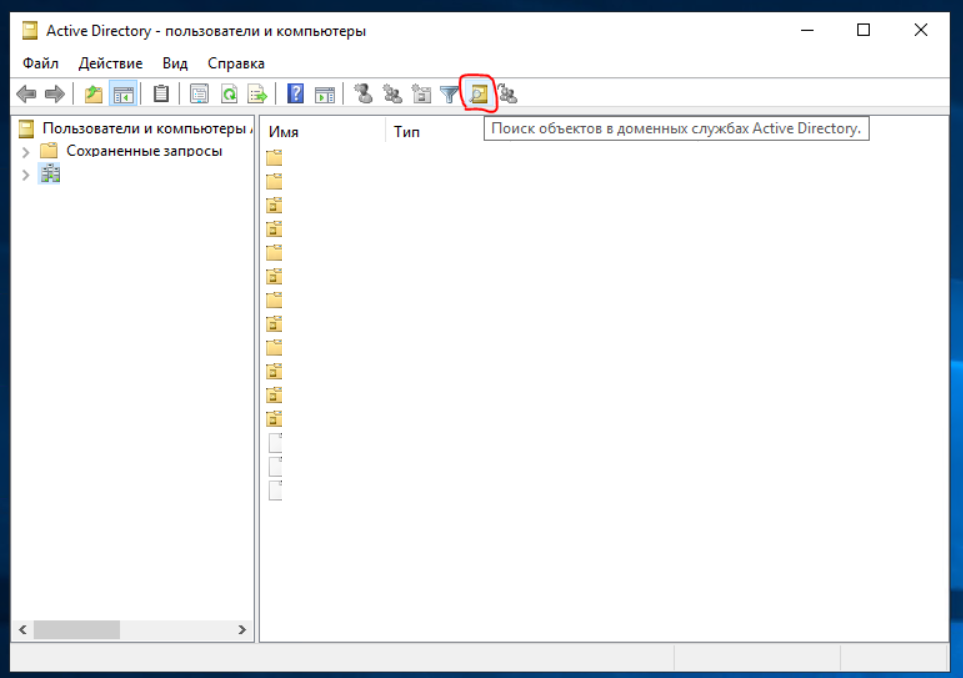 Active Directory - пользователи и компьютеры
Файл Действие Вид Справка
Пользователи и компьютеры
Сохраненные запросы
Имя Тип
Поиск объектов в доменных службах Active Directory.